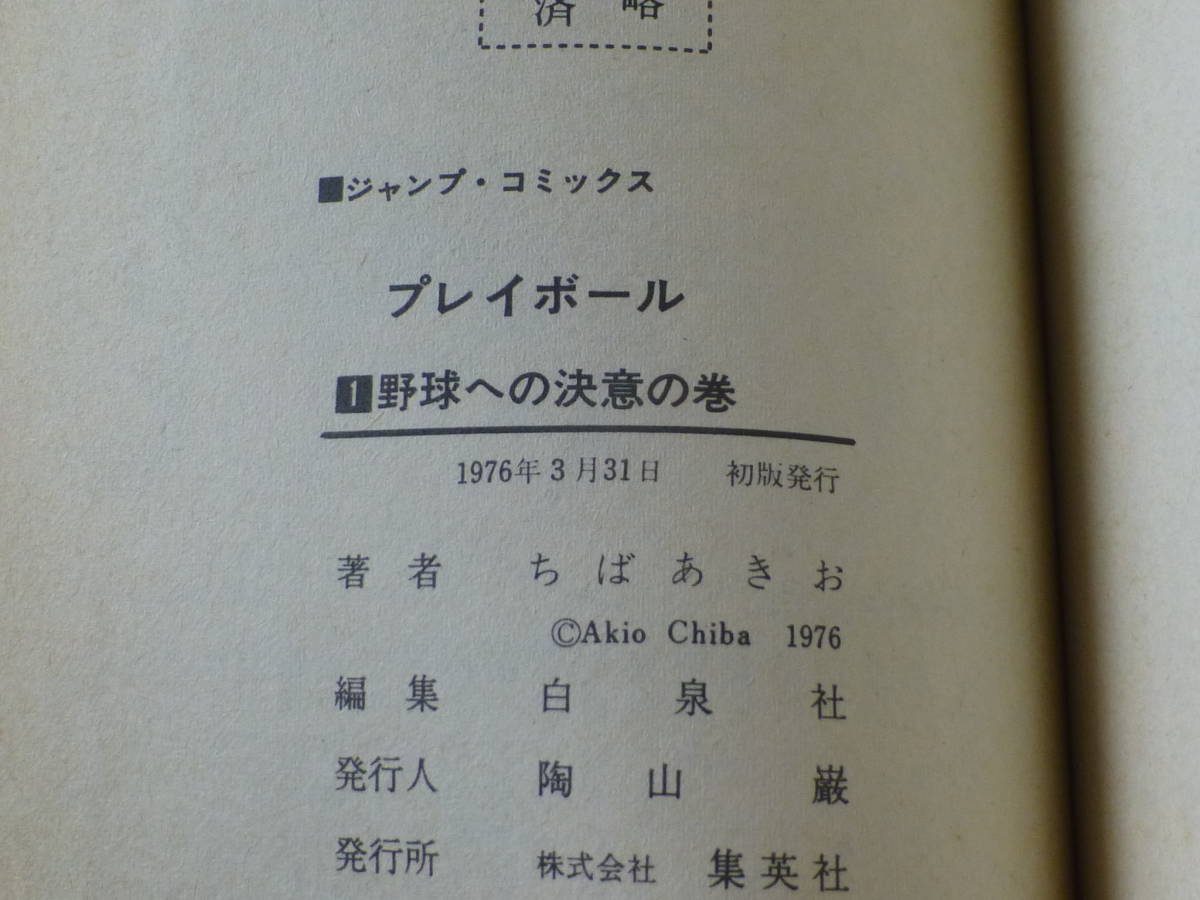 済 略
■ジャンプ・コミックス
プレイボール
1野球への決意の巻
1976年3月31日 初版発行
著者 ちばあきお
©Akio Chiba 1976
編集 白泉社
発行人 陶山巌
発行所 株式会社 集英社